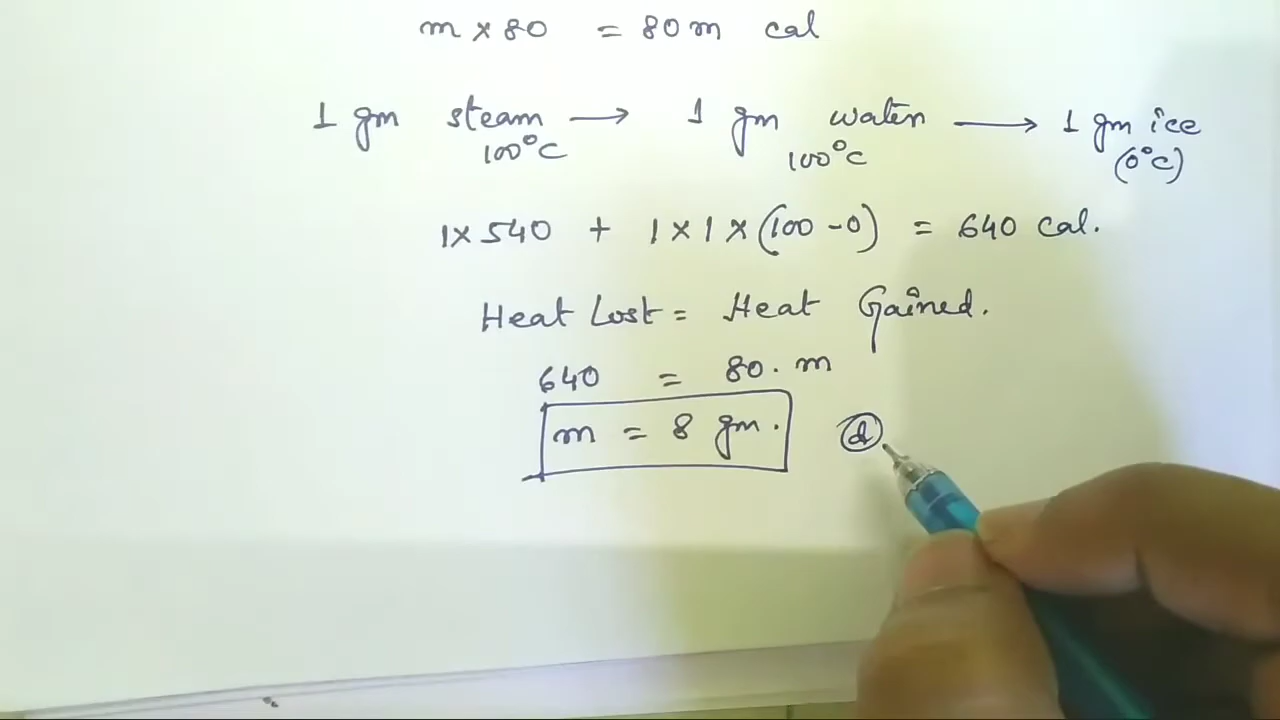 m × 80 = 80 m cal
1 gm steam → 1 gm water → 1 gm ice
100°C 100°C (0°C)
1×540 + 1×1×(100-0) = 640 cal.
Heat Lost = Heat Gained.
640 = 80. m
m = 8 gm. d